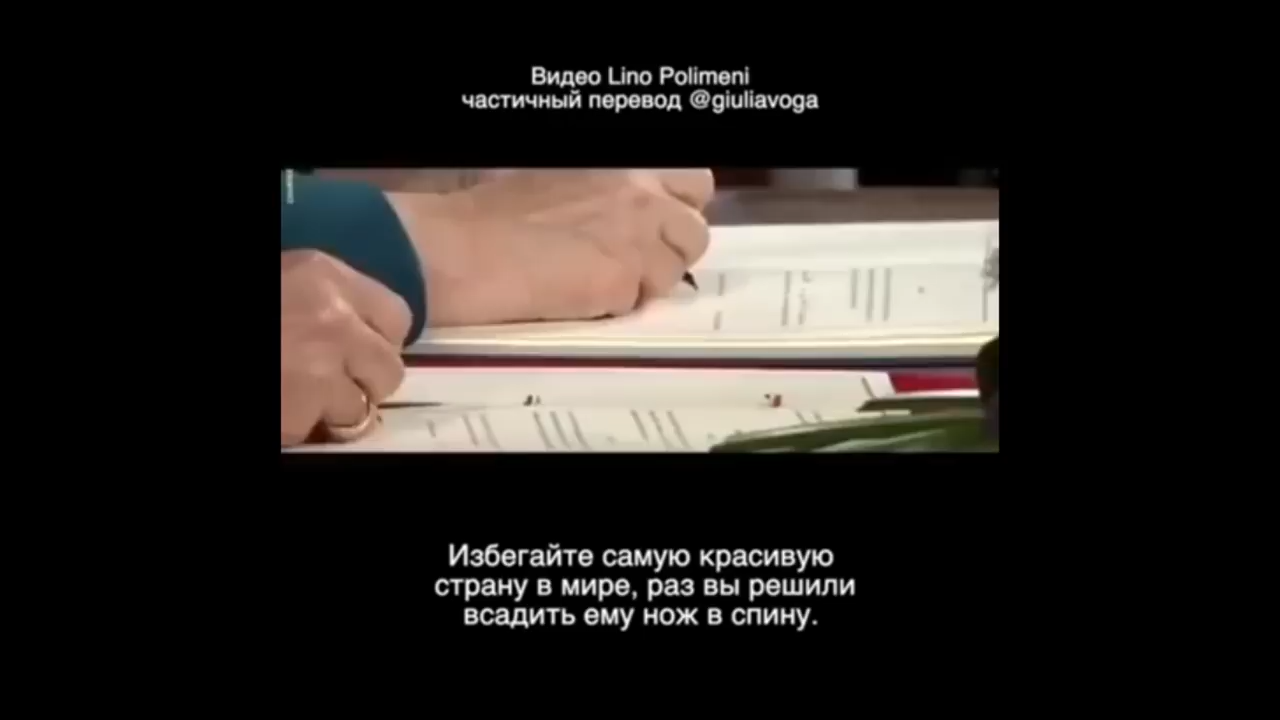 Видео Lino Polimeni
частичный перевод @giuliavoga
Избегайте самую красивую
страну в мире, раз вы решили
всадить ему нож в спину.